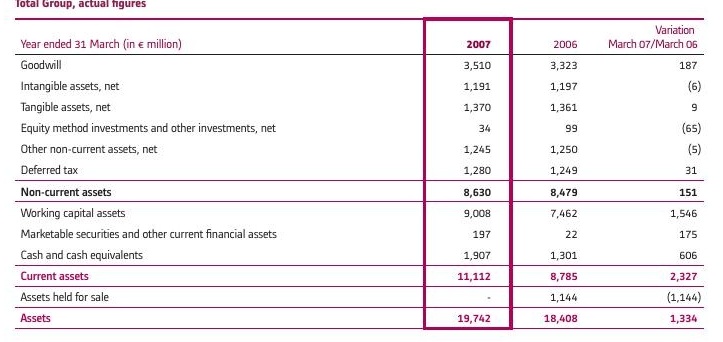 Total Group, actual figures
Variation
Year ended 31 March (in € million) 2007 2006 March 07/March 06
Goodwill 3,510 3,323 187
Intangible assets, net 1,191 1,197 (6)
Tangible assets, net 1,370 1,361 9
Equity method investments and other investments, net 34 99 (65)
Other non-current assets, net 1,245 1,250 (5)
Deferred tax 1,280 1,249 31
Non-current assets 8,630 8,479 151
Working capital assets 9,008 7,462 1,546
Marketable securities and other current financial assets 197 22 175
Cash and cash equivalents 1,907 1,301 606
Current assets 11,112 8,785 2,327
Assets held for sale - 1,144 (1,144)
Assets 19,742 18,408 1,334